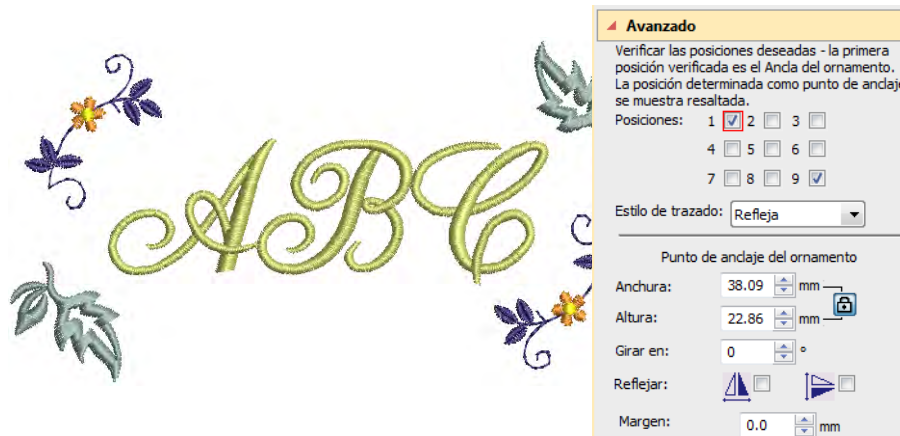 ABC
Avanzado
Verificar las posiciones deseadas - la primera
posición verificada es el Ancla del ornamento.
La posición determinada como punto de anclaje
se muestra resaltada.
Posiciones: 1 2 3
4 5 6
7 8 9
Estilo de trazado: Refleja
Punto de anclaje del ornamento
Anchura: 38.09 mm
Altura: 22.86 mm
Girar en: 0 °
Reflejar:
Margen: 0.0 mm